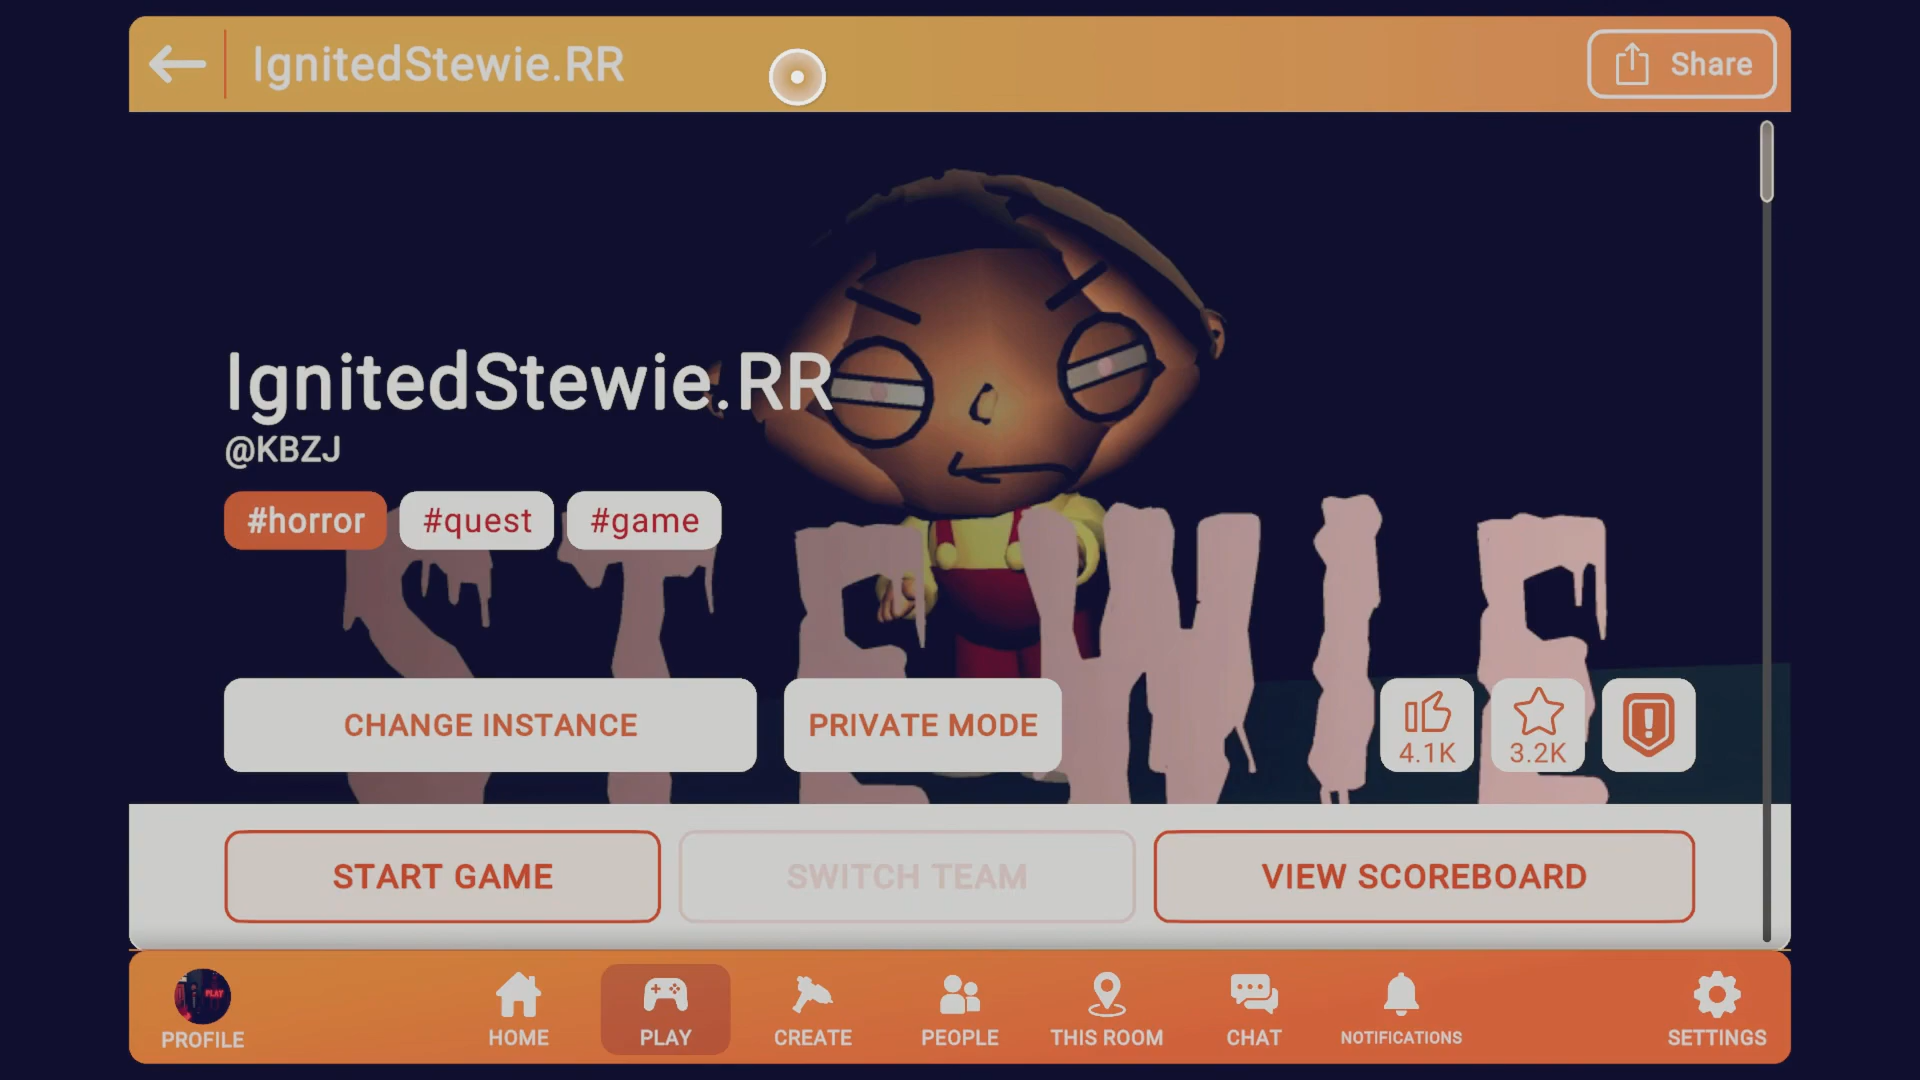 IgnitedStewie.RR
Share
IgnitedStewie.RR
@KBZJ
#horror
#quest
#game
STEWIE
CHANGE INSTANCE
PRIVATE MODE
4.1K
3.2K
START GAME
SWITCH TEAM
VIEW SCOREBOARD
PROFILE
HOME
PLAY
CREATE
PEOPLE
THIS ROOM
CHAT
NOTIFICATIONS
SETTINGS